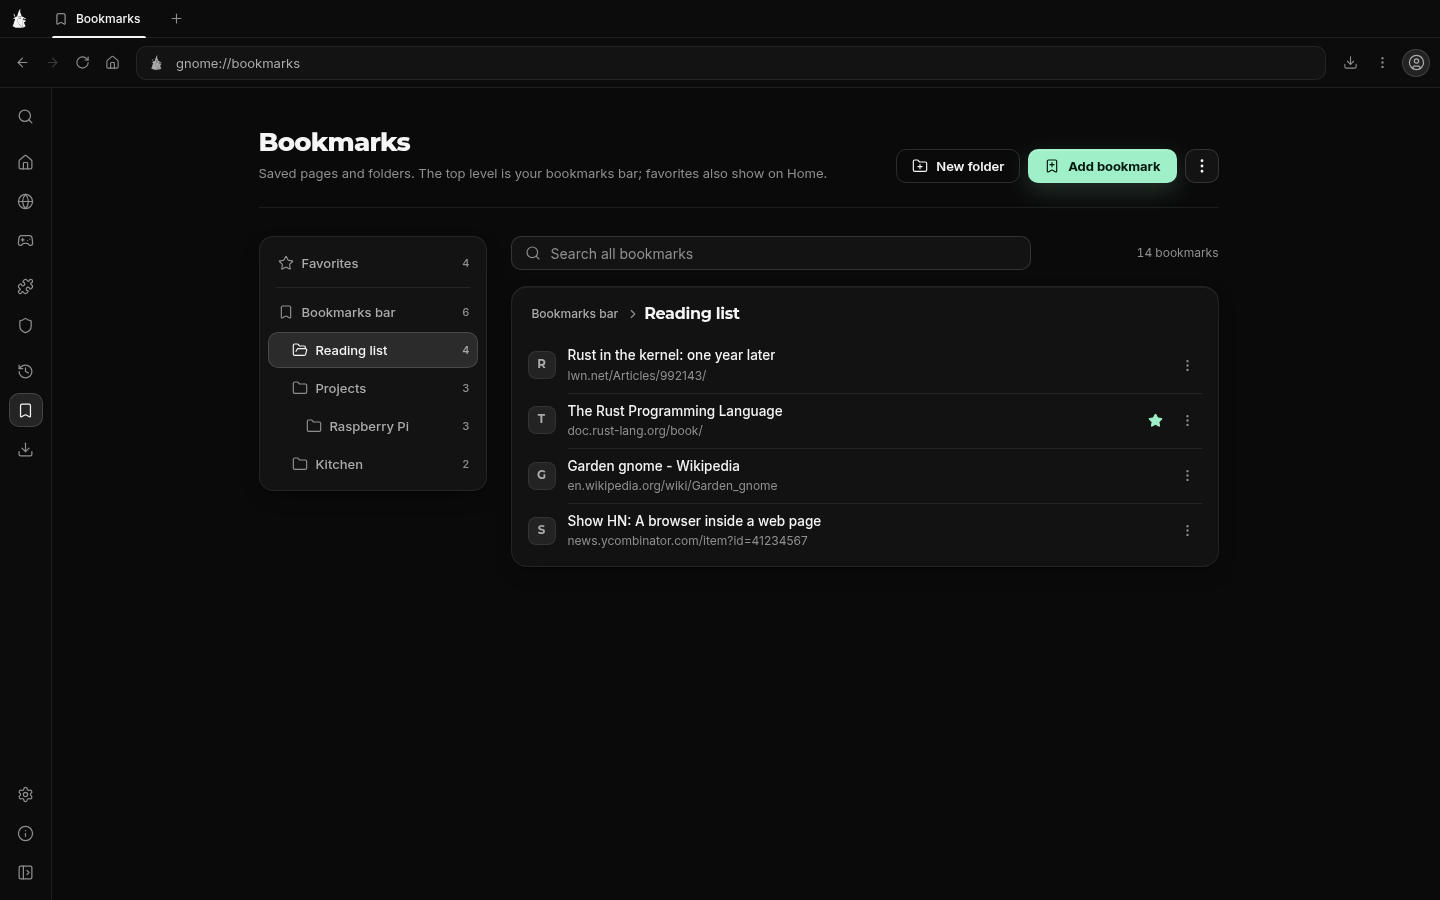 Bookmarks
gnome://bookmarks
Bookmarks
Saved pages and folders. The top level is your bookmarks bar; favorites also show on Home.
New folder
Add bookmark
Favorites 4
Bookmarks bar 6
Reading list 4
Projects 3
Raspberry Pi 3
Kitchen 2
Search all bookmarks
14 bookmarks
Bookmarks bar Reading list
R
Rust in the kernel: one year later
lwn.net/Articles/992143/
T
The Rust Programming Language
doc.rust-lang.org/book/
G
Garden gnome - Wikipedia
en.wikipedia.org/wiki/Garden_gnome
S
Show HN: A browser inside a web page
news.ycombinator.com/item?id=41234567